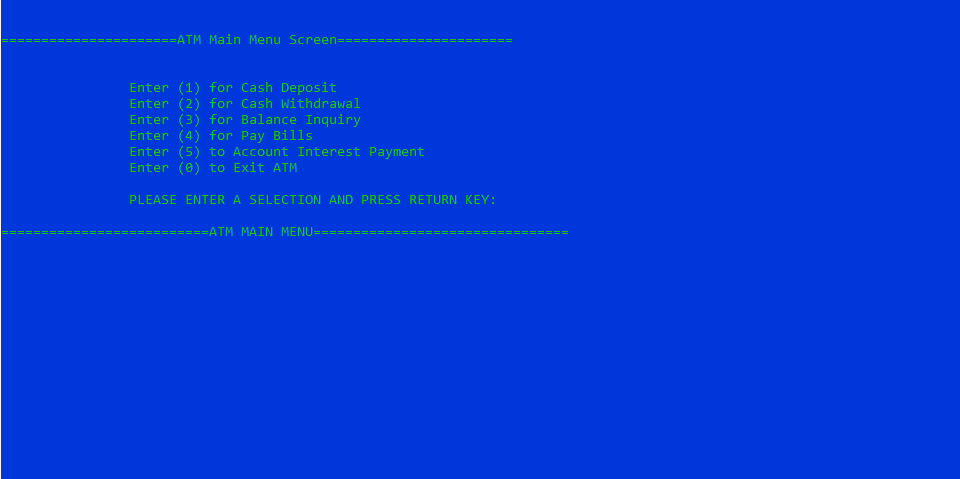 ======================ATM Main Menu Screen======================
Enter (1) for Cash Deposit
Enter (2) for Cash Withdrawal
Enter (3) for Balance Inquiry
Enter (4) for Pay Bills
Enter (5) to Account Interest Payment
Enter (0) to Exit ATM
PLEASE ENTER A SELECTION AND PRESS RETURN KEY:
==========================ATM MAIN MENU================================